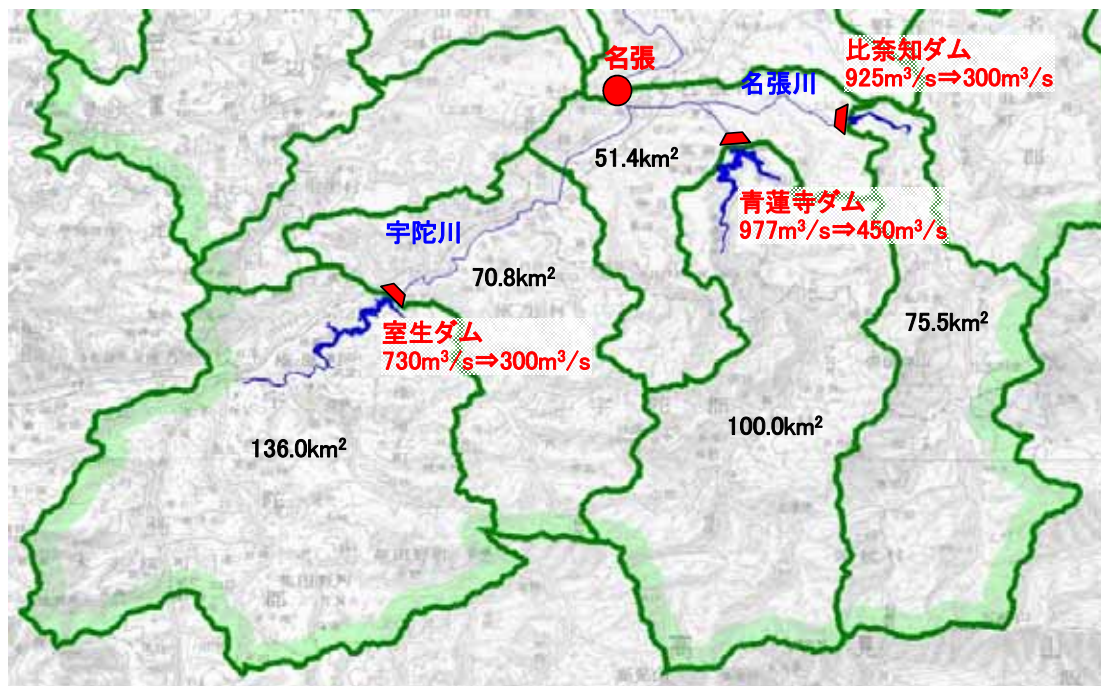 名張
比奈知ダム
925m³/s⇒300m³/s
名張川
51.4km²
青蓮寺ダム
977m³/s⇒450m³/s
宇陀川
70.8km²
室生ダム
730m³/s⇒300m³/s
75.5km²
100.0km²
136.0km²